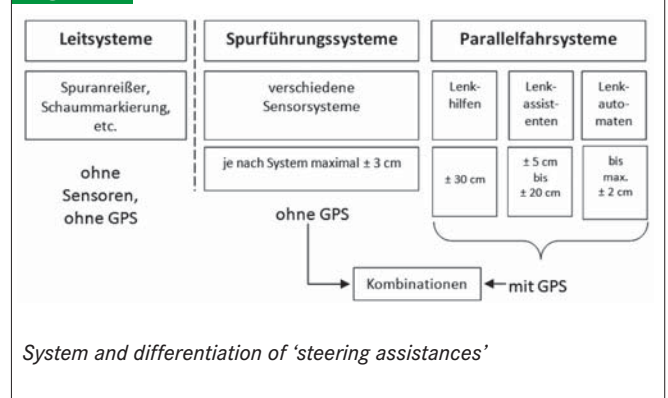 Leitsysteme
Spuranreißer,
Schaummarkierung,
etc.
ohne
Sensoren,
ohne GPS
Spurführungssysteme
verschiedene
Sensorsysteme
je nach System maximal ± 3 cm
ohne GPS
Parallelfahrsysteme
Lenk-
hilfen
± 30 cm
Lenk-
assist-
enten
± 5 cm
bis
± 20 cm
Lenk-
auto-
maten
bis
max.
± 2 cm
Kombinationen
mit GPS
System and differentiation of ‘steering assistances’